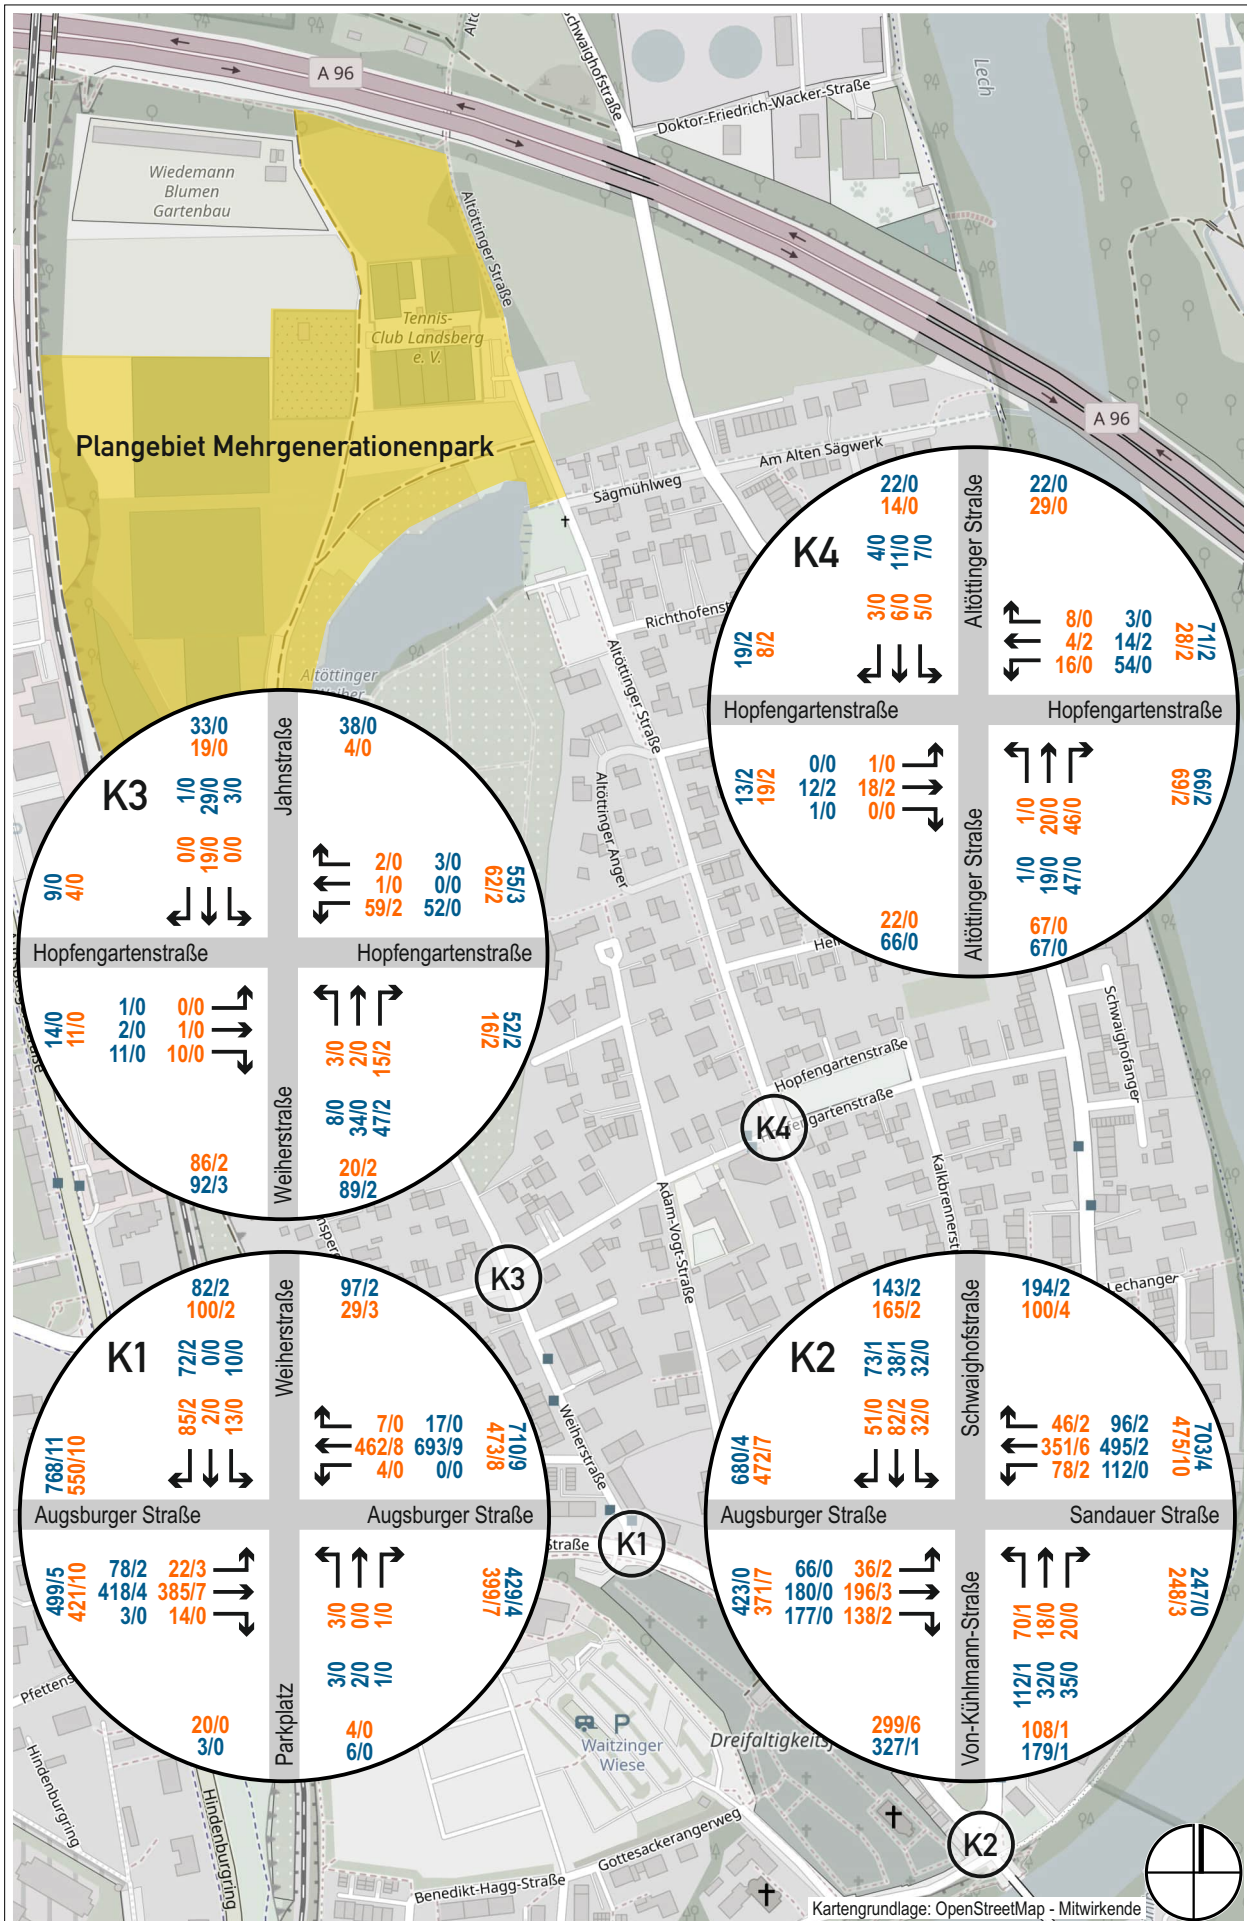 A 96
Schwaighofstraße
Doktor-Friedrich-Wacker-Straße
Lech
Wiedemann
Blumen
Gartenbau
Altöttinger Straße
Tennis-
Club Landsberg
e. V.
A 96
Plangebiet Mehrgenerationenpark
Am Alten Sägwerk
Sägmühlweg
Altöttinger
Altöttinger Straße
Altöttinger Anger
Schwaighofanger
Hopfengartenstraße
Adam-Vogt-Straße
Weiherstraße
Lechanger
K4
22/0
14/0
4/0
11/0
7/0
3/0
6/0
5/0
Altöttinger Straße
22/0
29/0
8/0 3/0
4/2 14/2
16/0 54/0
71/2
28/2
19/2
8/2
Hopfengartenstraße
Hopfengartenstraße
13/2
19/2
0/0 1/0
12/2 18/2
1/0 0/0
22/0
66/0
Altöttinger Straße
1/0
20/0
46/0
1/0
19/0
47/0
67/0
67/0
66/2
69/2
K3
33/0
19/0
1/0
29/0
3/0
0/0
19/0
0/0
Jahnstraße
38/0
4/0
2/0 3/0
1/0 0/0
59/2 52/0
55/3
62/2
9/0
4/0
Hopfengartenstraße
Hopfengartenstraße
14/0
11/0
1/0 0/0
2/0 1/0
11/0 10/0
86/2
92/3
Weiherstraße
3/0
2/0
15/2
8/0
34/0
47/2
20/2
89/2
52/2
16/2
K4
K3
K1
82/2
100/2
72/2
0/0
10/0
85/2
2/0
13/0
Weiherstraße
97/2
29/3
7/0 17/0
462/8 693/9
4/0 0/0
710/9
473/8
768/11
550/10
Augsburger Straße
Augsburger Straße
499/5
421/10
78/2 22/3
418/4 385/7
3/0 14/0
20/0
3/0
Parkplatz
3/0
0/0
1/0
3/0
2/0
1/0
4/0
6/0
429/4
399/7
K1
K2
143/2
165/2
73/1
38/1
32/0
51/0
82/2
32/0
Schwaighofstraße
194/2
100/4
46/2 96/2
351/6 495/2
78/2 112/0
703/4
475/10
680/4
472/7
Augsburger Straße
Sandauer Straße
423/0
371/7
66/0 36/2
180/0 196/3
177/0 138/2
299/6
327/1
Von-Kühlmann-Straße
70/1
18/0
20/0
112/1
32/0
35/0
108/1
179/1
247/0
248/3
K2
Hindenburgring
Hindenburgring
P
Waitzinger
Wiese
Gottesackerangerweg
Benedikt-Hagg-Straße
Kartengrundlage: OpenStreetMap - Mitwirkende